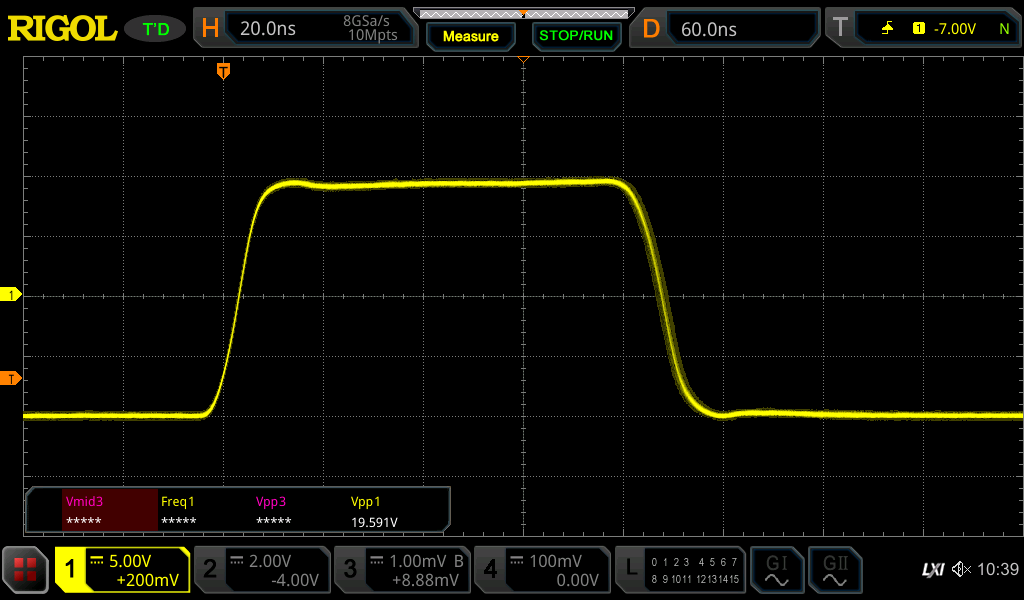 RIGOL T'D H 20.0ns 8GSa/s 10Mpts Measure STOP/RUN D 60.0ns T 1 -7.00V N
T
1
T
Vmid3 Freq1 Vpp3 Vpp1
***** ***** ***** 19.591V
1 5.00V +200mV 2 2.00V -4.00V 3 1.00mV B +8.88mV 4 100mV 0.00V L 0 1 2 3 4 5 6 7 8 9 10 11 12 13 14 15 GI GII LXI 10:39